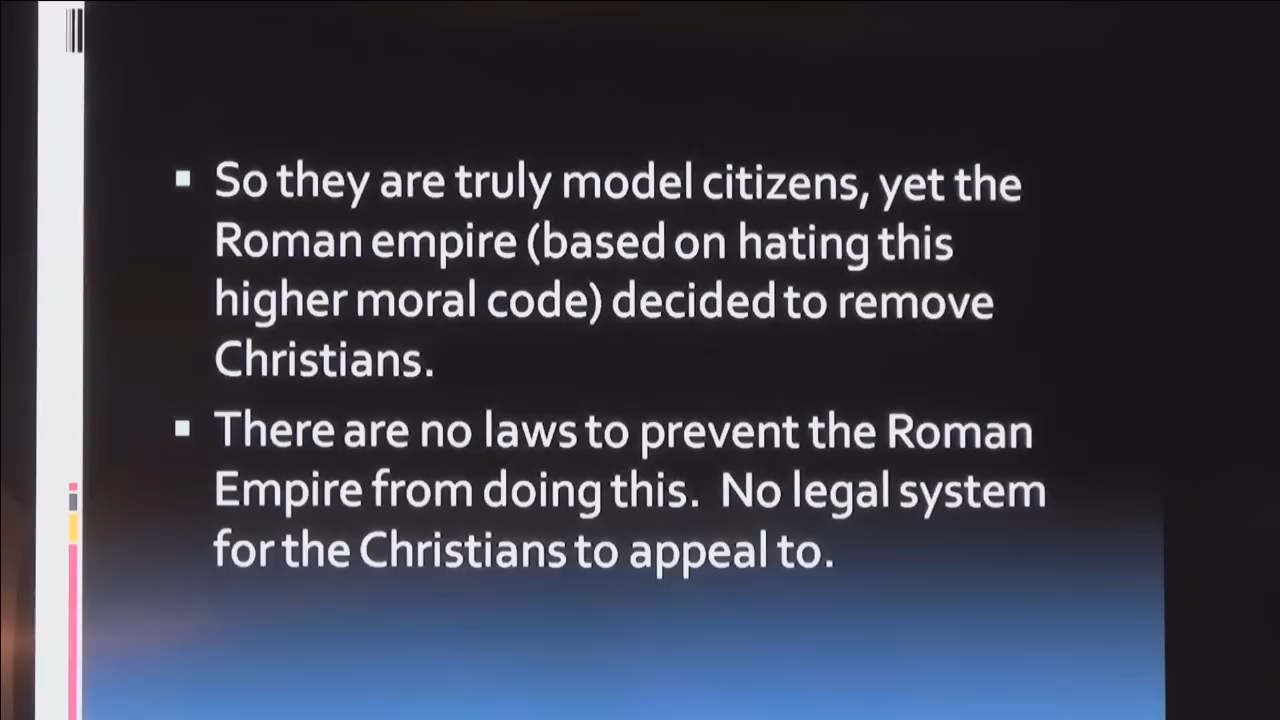 So they are truly model citizens, yet the
Roman empire (based on hating this
higher moral code) decided to remove
Christians.
There are no laws to prevent the Roman
Empire from doing this. No legal system
for the Christians to appeal to.